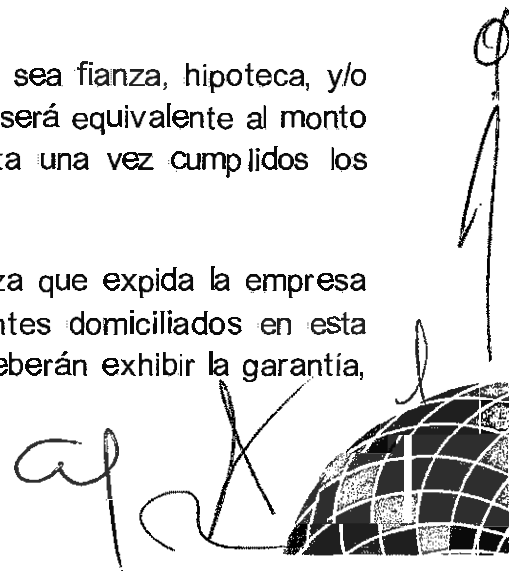 sea fianza, hipoteca, y/o
será equivalente al monto
ta una vez cumplidos los
za que expida la empresa
ntes domiciliados en esta
eberán exhibir la garantía,